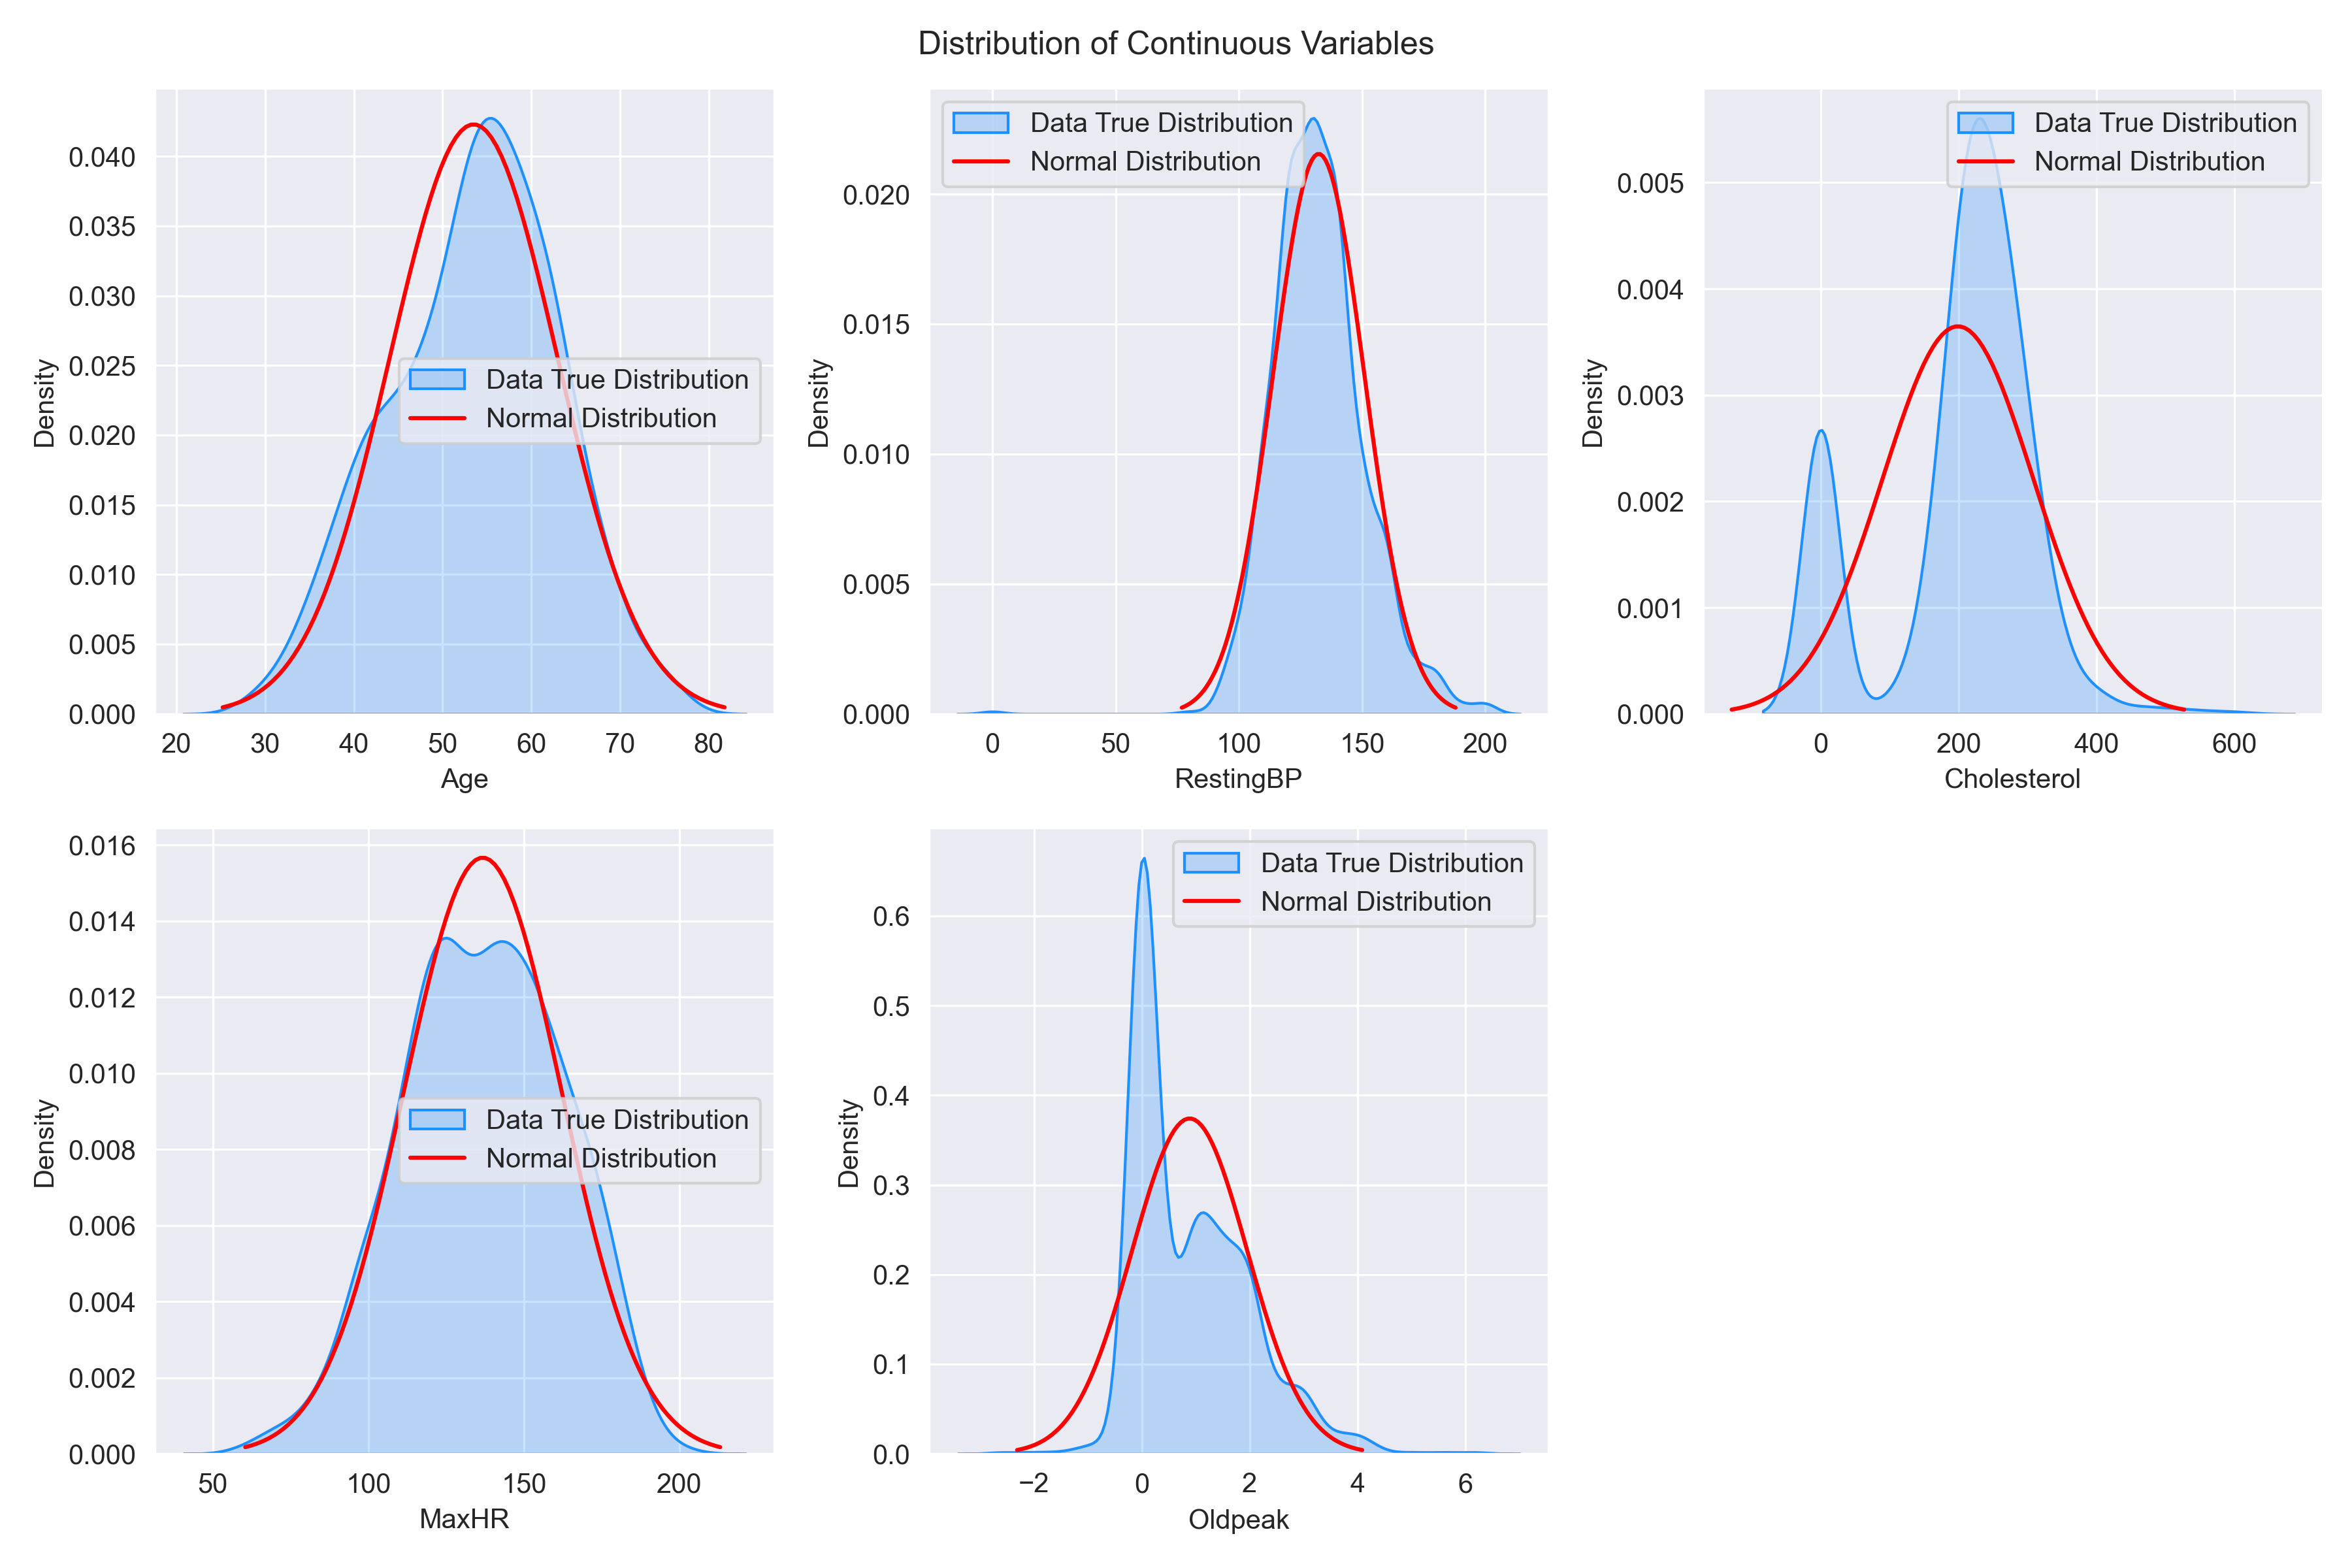 Distribution of Continuous Variables
Density
0.040
0.035
0.030
0.025
0.020
0.015
0.010
0.005
0.000
Data True Distribution
Normal Distribution
20 30 40 50 60 70 80
Age
Density
0.020
0.015
0.010
0.005
0.000
Data True Distribution
Normal Distribution
0 50 100 150 200
RestingBP
Density
0.005
0.004
0.003
0.002
0.001
0.000
Data True Distribution
Normal Distribution
0 200 400 600
Cholesterol
Density
0.016
0.014
0.012
0.010
0.008
0.006
0.004
0.002
0.000
Data True Distribution
Normal Distribution
50 100 150 200
MaxHR
Density
0.6
0.5
0.4
0.3
0.2
0.1
0.0
Data True Distribution
Normal Distribution
−2 0 2 4 6
Oldpeak